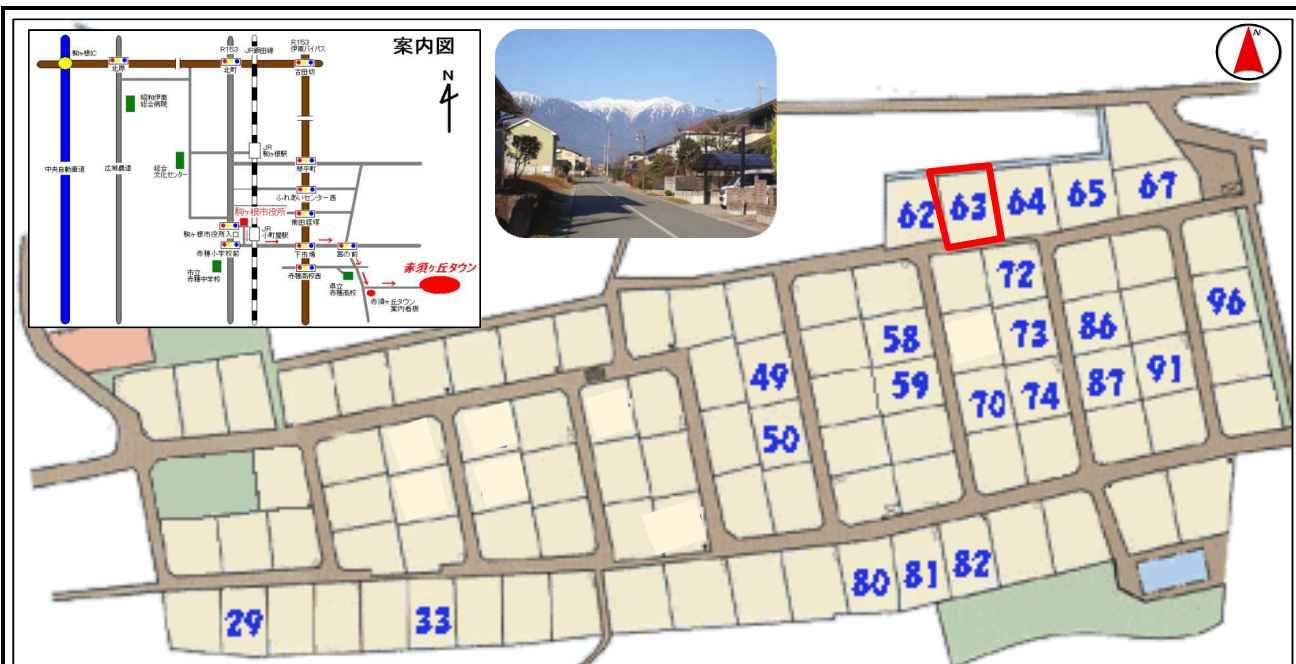 案内図
N
駒ヶ根IC
北原
R153
北町
JR飯田線
R153
伊南バイパス
古田切
昭和伊南
総合病院
中央自動車道
広域農道
総合
文化センター
JR
駒ヶ根駅
琴平町
ふれあいセンター西
駒ヶ根市役所
南田経塚
駒ヶ根市役所入口
JR
小町屋駅
赤穂小学校前
下市場
宮の前
市立
赤穂中学校
赤穂高校西
県立
赤穂高校
赤須ヶ丘タウン
赤須ヶ丘タウン
案内看板
N
62
63
64
65
67
72
96
58
73
86
49
59
70
74
87
91
50
80
81
82
29
33